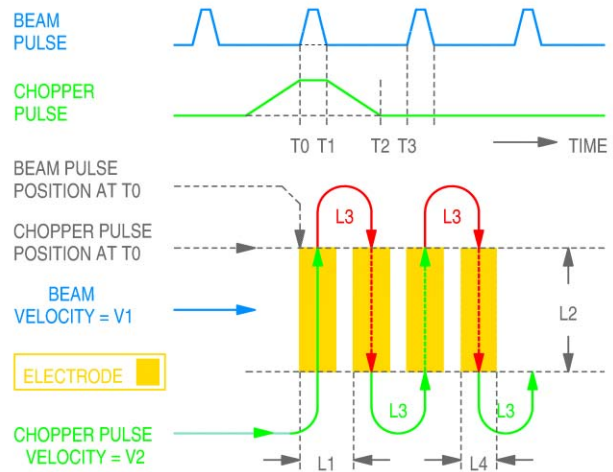 BEAM
PULSE
CHOPPER
PULSE
T0 T1 T2 T3 TIME
BEAM PULSE
POSITION AT T0
L3 L3
CHOPPER PULSE
POSITION AT T0
BEAM
VELOCITY = V1
L2
ELECTRODE
L3 L3
CHOPPER PULSE
VELOCITY = V2
L1 L4